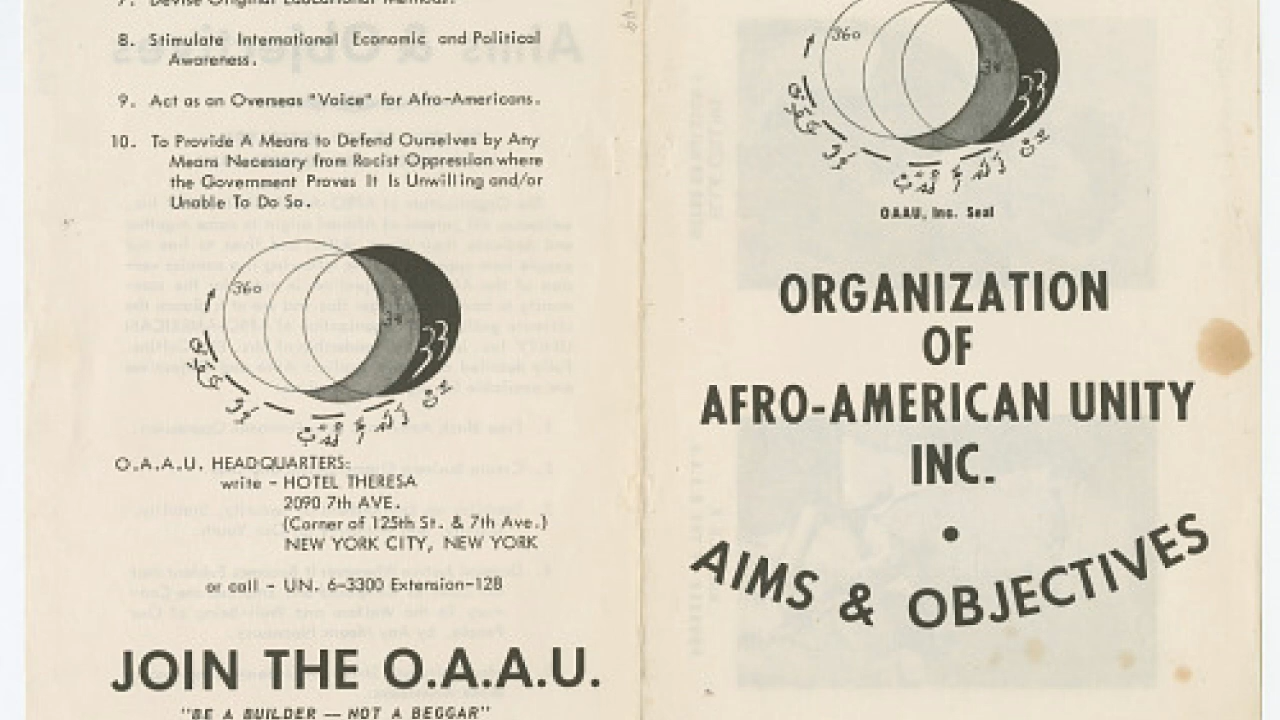 7. Devise Original Educational Methods.
8. Stimulate International Economic and Political
Awareness.
9. Act as an Overseas "Voice" for Afro-Americans.
10. To Provide A Means to Defend Ourselves by Any
Means Necessary from Racist Oppression where
the Government Proves It Is Unwilling and/or
Unable To Do So.
360
34
33
O.A.A.U. HEADQUARTERS:
write - HOTEL THERESA
2090 7th AVE.
(Corner of 125th St. & 7th Ave.)
NEW YORK CITY, NEW YORK
or call - UN. 6-3300 Extension-128
JOIN THE O.A.A.U.
"BE A BUILDER — NOT A BEGGAR"
360
34
33
OAAU, Inc. Seal
ORGANIZATION
OF
AFRO-AMERICAN UNITY
INC.
•
AIMS & OBJECTIVES